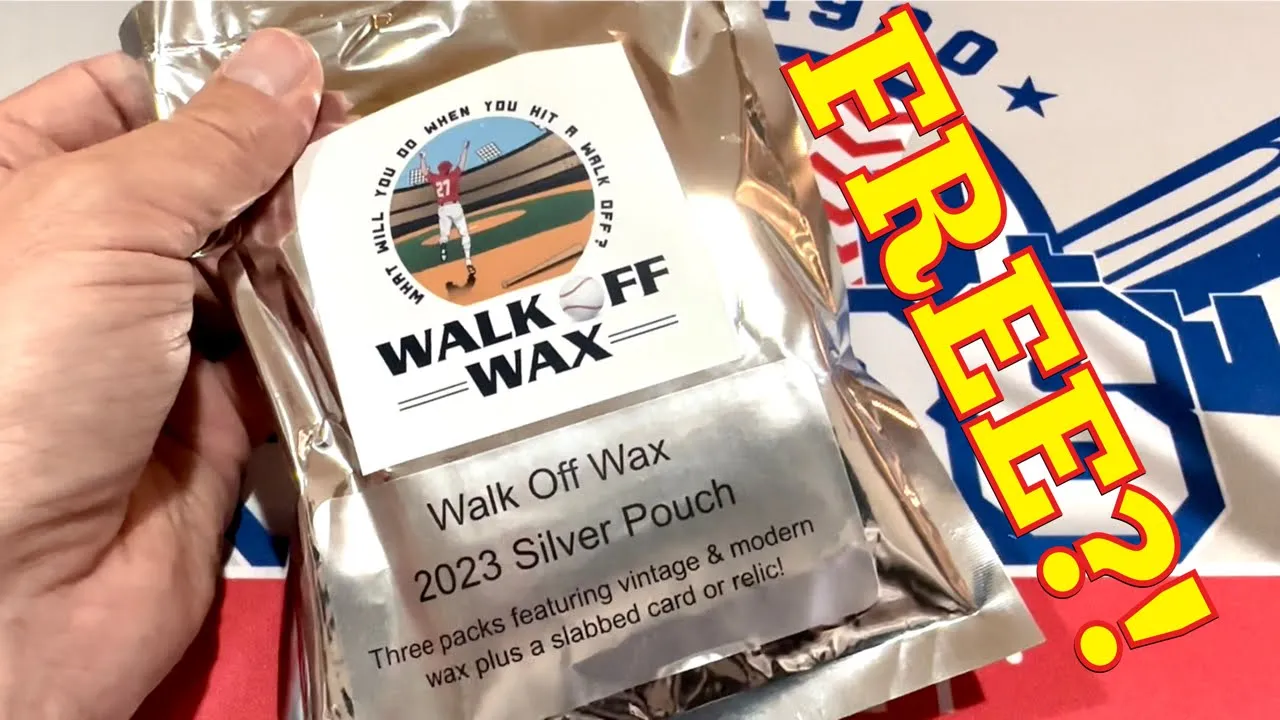 WHAT WILL YOU DO WHEN YOU HIT A WALK OFF?
27
WALK OFF
WAX
Walk Off Wax
2023 Silver Pouch
Three packs featuring vintage & modern
wax plus a slabbed card or relic!
FREE?!